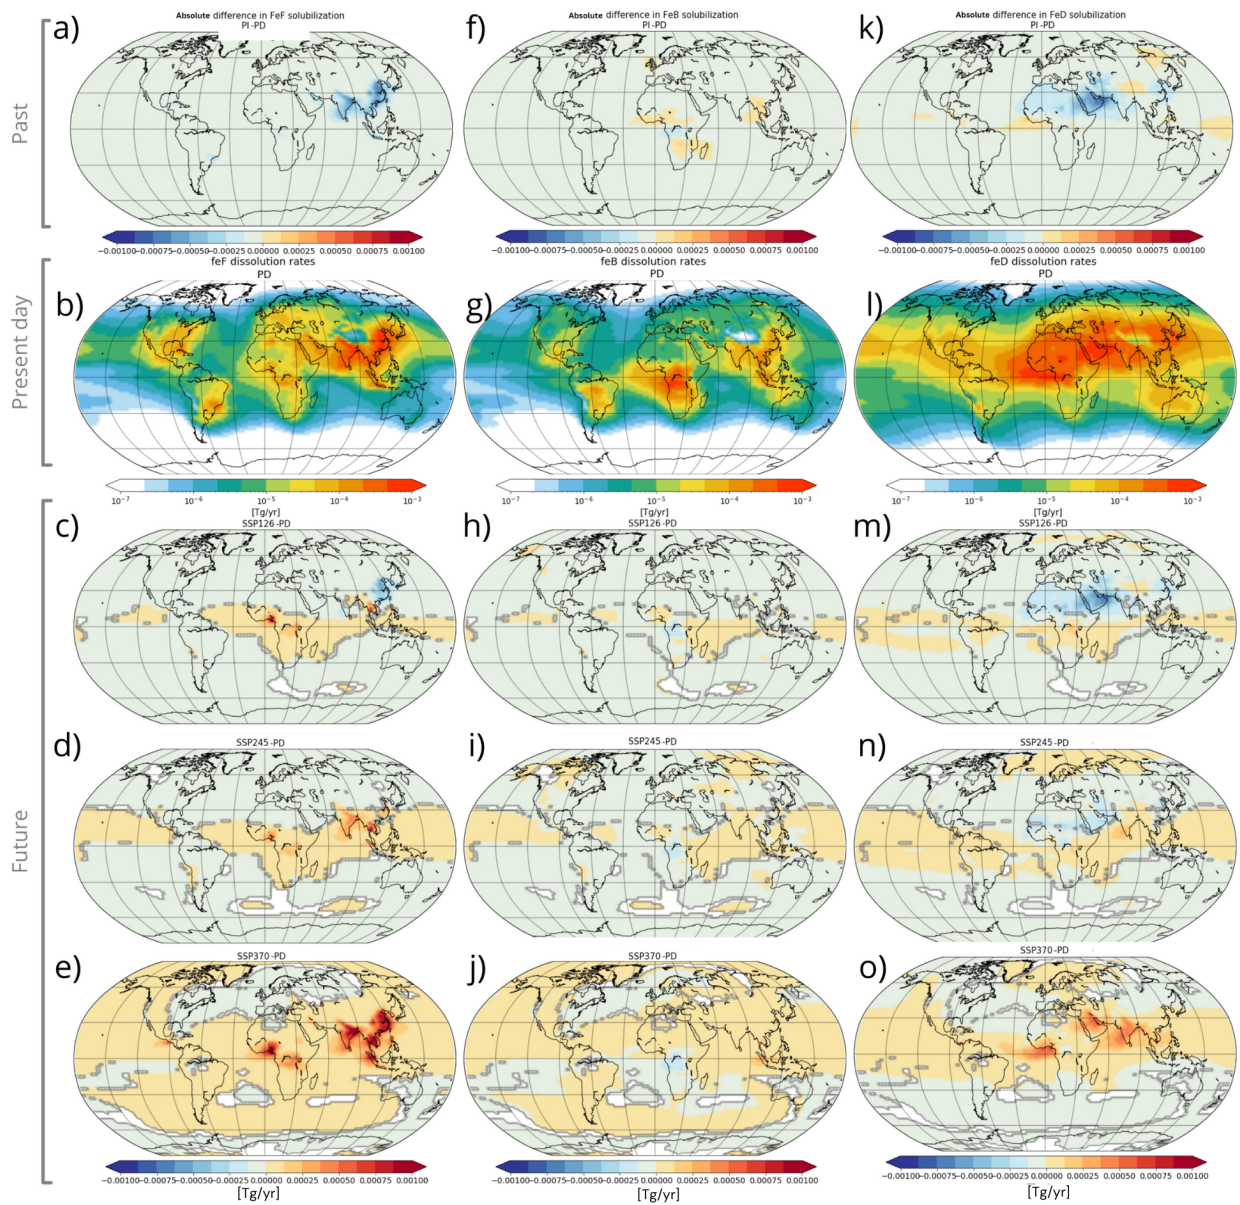 a)
Absolute difference in FeF solubilization
PI-PD
f)
Absolute difference in FeB solubilization
PI-PD
k)
Absolute difference in FeD solubilization
PI-PD
Past
−0.00100 −0.00075 −0.00050 −0.00025 0.00000 0.00025 0.00050 0.00075 0.00100
−0.00100 −0.00075 −0.00050 −0.00025 0.00000 0.00025 0.00050 0.00075 0.00100
−0.00100 −0.00075 −0.00050 −0.00025 0.00000 0.00025 0.00050 0.00075 0.00100
b)
feF dissolution rates
PD
g)
feB dissolution rates
PD
l)
feD dissolution rates
PD
Present day
10⁻⁷ 10⁻⁶ 10⁻⁵ 10⁻⁴ 10⁻³
[Tg/yr]
10⁻⁷ 10⁻⁶ 10⁻⁵ 10⁻⁴ 10⁻³
[Tg/yr]
10⁻⁷ 10⁻⁶ 10⁻⁵ 10⁻⁴ 10⁻³
[Tg/yr]
c)
SSP126-PD
h)
SSP126-PD
m)
SSP126-PD
Future
d)
SSP245-PD
i)
SSP245-PD
n)
SSP245-PD
e)
SSP370-PD
j)
SSP370-PD
o)
SSP370-PD
−0.00100 −0.00075 −0.00050 −0.00025 0.00000 0.00025 0.00050 0.00075 0.00100
[Tg/yr]
−0.00100 −0.00075 −0.00050 −0.00025 0.00000 0.00025 0.00050 0.00075 0.00100
[Tg/yr]
−0.00100 −0.00075 −0.00050 −0.00025 0.00000 0.00025 0.00050 0.00075 0.00100
[Tg/yr]